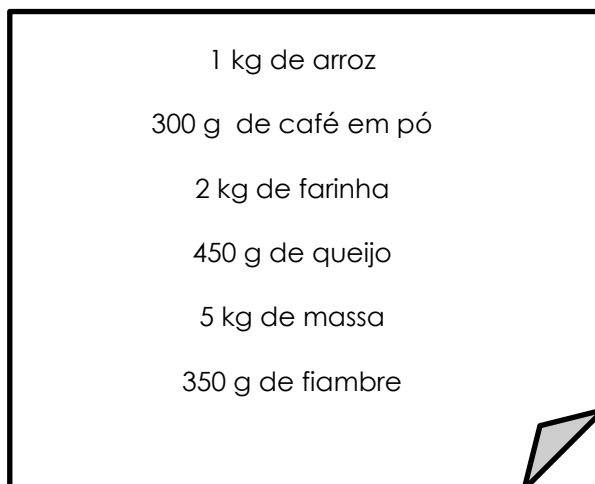 1 kg de arroz
300 g de café em pó
2 kg de farinha
450 g de queijo
5 kg de massa
350 g de fiambre